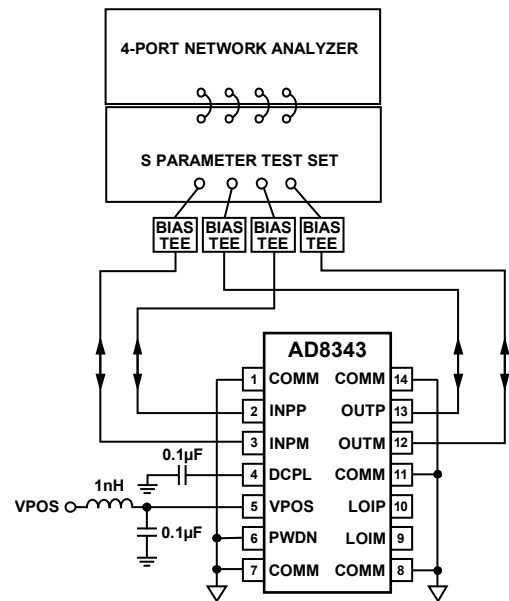 4-PORT NETWORK ANALYZER
S PARAMETER TEST SET
BIAS TEE
BIAS TEE
BIAS TEE
BIAS TEE
AD8343
1 COMM COMM 14
2 INPP OUTP 13
3 INPM OUTM 12
0.1µF
4 DCPL COMM 11
1nH
VPOS 5 VPOS LOIP 10
0.1µF
6 PWDN LOIM 9
7 COMM COMM 8